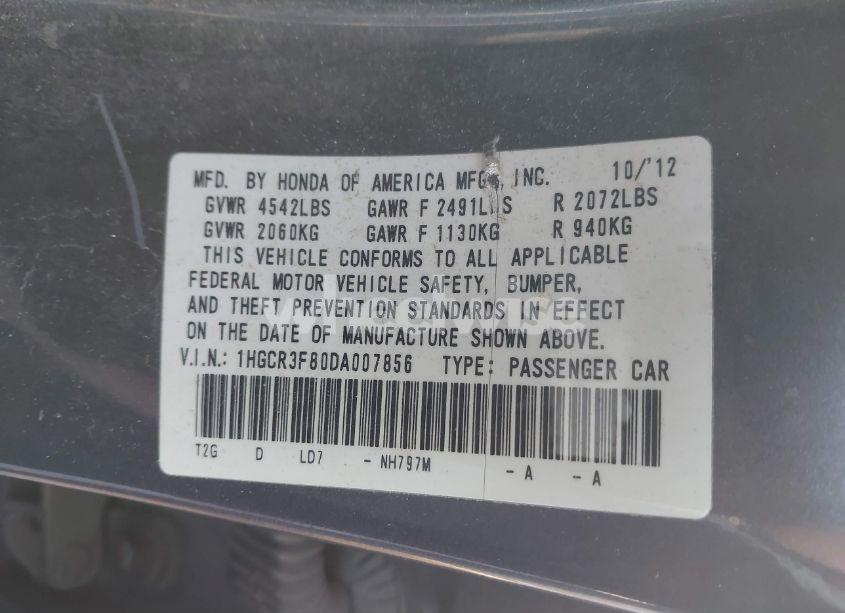 MFD. BY HONDA OF AMERICA MFG., INC. 10/'12
GVWR 4542LBS GAWR F 2491LBS R 2072LBS
GVWR 2060KG GAWR F 1130KG R 940KG
THIS VEHICLE CONFORMS TO ALL APPLICABLE
FEDERAL MOTOR VEHICLE SAFETY, BUMPER,
AND THEFT PREVENTION STANDARDS IN EFFECT
ON THE DATE OF MANUFACTURE SHOWN ABOVE.
V.I.N.: 1HGCR3F80DA007856 TYPE: PASSENGER CAR
T2G D LD7 - NH797M - A - A